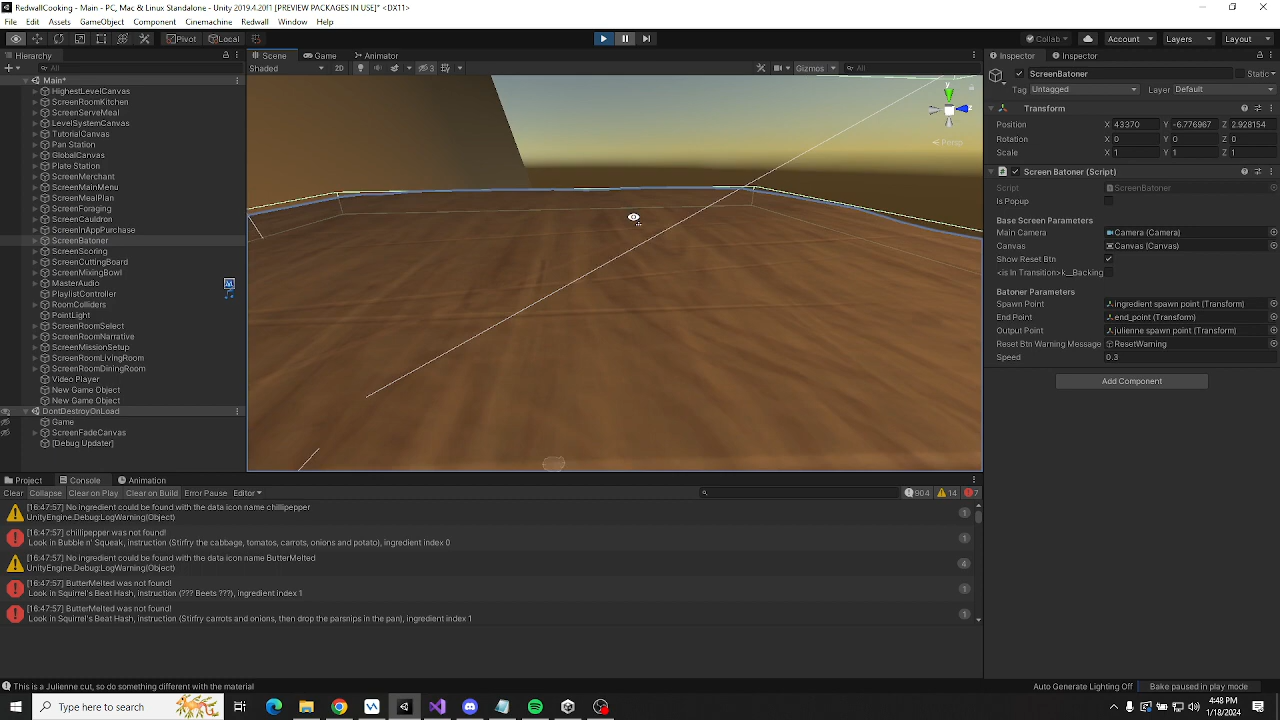 RedwallCooking - Main - PC, Mac & Linux Standalone - Unity 2019.4.20f1 [PREVIEW PACKAGES IN USE]* <DX11>
File Edit Assets GameObject Component Cinemachine Redwall Window Help
Pivot Local Collab Account Layers Layout
Hierarchy Scene Game Animator Inspector Inspector
All Shaded 2D 3 Gizmos All ScreenBatoner Static
Tag Untagged Layer Default
Main*
HighestLevelCanvas
ScreenRoomKitchen
ScreenServeMeal
LevelSystemCanvas
TutorialCanvas
Pan Station
GlobalCanvas
Plate Station
ScreenMerchant
ScreenMainMenu
ScreenMealPlan
ScreenForaging
ScreenCauldron
ScreenInAppPurchase
ScreenBatoner
ScreenScoring
ScreenCuttingBoard
ScreenMixingBowl
MasterAudio
PlaylistController
RoomColliders
PointLight
ScreenRoomSelect
ScreenRoomNarrative
ScreenMissionSetup
ScreenRoomLivingRoom
ScreenRoomDiningRoom
Video Player
New Game Object
New Game Object
DontDestroyOnLoad
Game
ScreenFadeCanvas
[Debug Updater]
y
z
Persp
Transform
Position X 43370 Y -6.776967 Z 2.928154
Rotation X 0 Y 0 Z 0
Scale X 1 Y 1 Z 1
Screen Batoner (Script)
Script ScreenBatoner
Is Popup
Base Screen Parameters
Main Camera Camera (Camera)
Canvas Canvas (Canvas)
Show Reset Btn
<is In Transition>k__Backing
Batoner Parameters
Spawn Point ingredient spawn point (Transform)
End Point end_point (Transform)
Output Point julienne spawn point (Transform)
Reset Btn Warning Message ResetWarning
Speed 0.3
Add Component
Project Console Animation
Clear Collapse Clear on Play Clear on Build Error Pause Editor 904 14 7
[16:47:57] No ingredient could be found with the data icon name chillipepper
UnityEngine.Debug:LogWarning(Object) 1
[16:47:57] chillipepper was not found!
Look in Bubble n' Squeak, instruction (Stirfry the cabbage, tomatos, carrots, onions and potato), ingredient index 0 1
[16:47:57] No ingredient could be found with the data icon name ButterMelted
UnityEngine.Debug:LogWarning(Object) 4
[16:47:57] ButterMelted was not found!
Look in Squirrel's Beat Hash, instruction (??? Beets ???), ingredient index 1 1
[16:47:57] ButterMelted was not found!
Look in Squirrel's Beat Hash, instruction (Stirfry carrots and onions, then drop the parsnips in the pan), ingredient index 1 1
This is a Julienne cut, so do something different with the material Auto Generate Lighting Off Bake paused in play mode
Type here to search
4:48 PM
1/18/2024